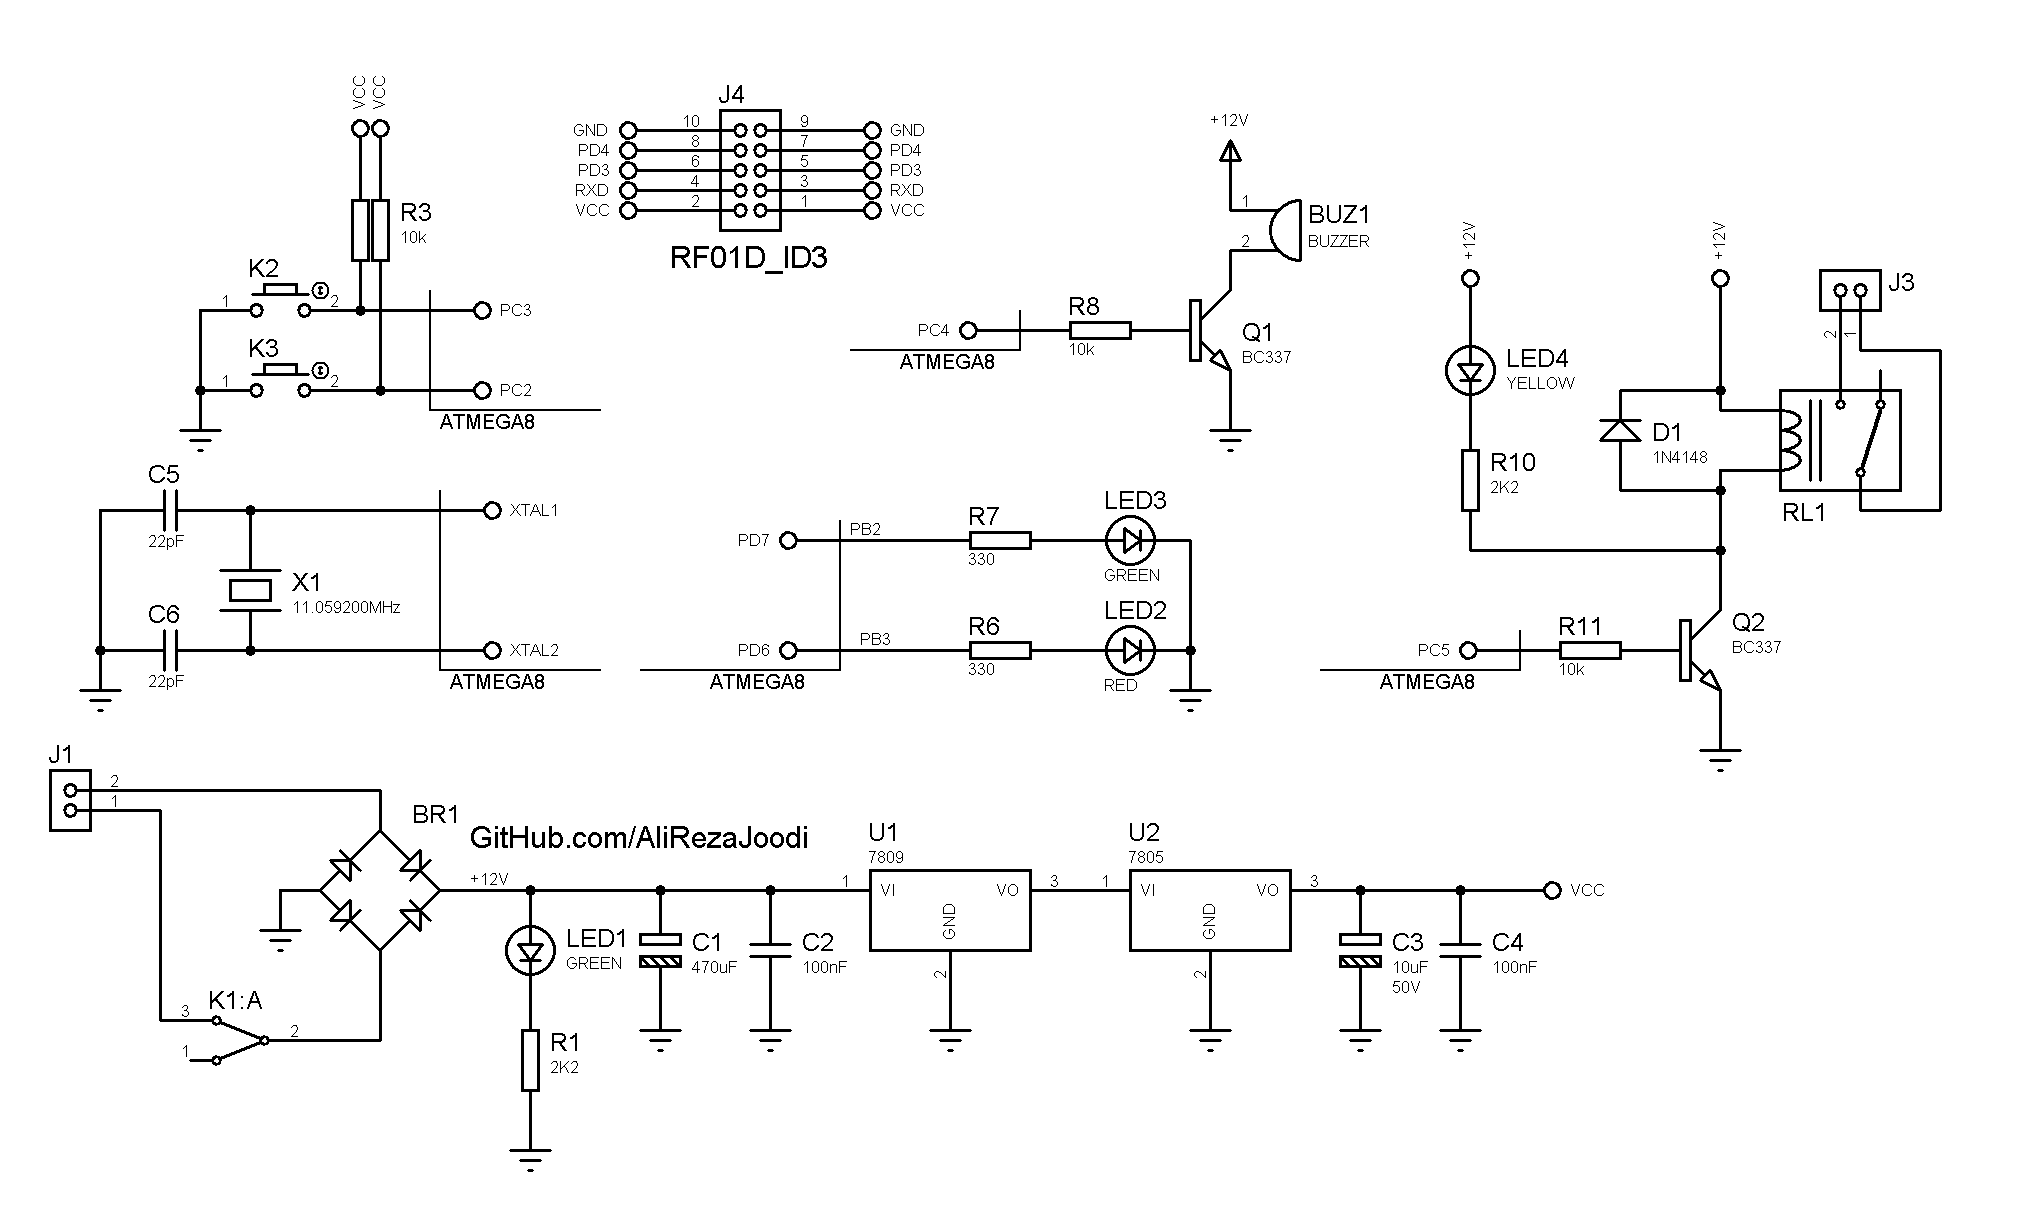 VCC
VCC
R3
10k
K2
1
2
PC3
K3
1
2
PC2
ATMEGA8
J4
GND
10
9
GND
PD4
8
7
PD4
PD3
6
5
PD3
RXD
4
3
RXD
VCC
2
1
VCC
RF01D_ID3
+12V
1
BUZ1
2
BUZZER
PC4
R8
10k
ATMEGA8
Q1
BC337
+12V
+12V
LED4
YELLOW
R10
2K2
D1
1N4148
J3
2
1
RL1
PC5
R11
10k
ATMEGA8
Q2
BC337
C5
22pF
XTAL1
X1
11.059200MHz
C6
22pF
XTAL2
ATMEGA8
PD7
PB2
R7
330
LED3
GREEN
PD6
PB3
R6
330
LED2
RED
ATMEGA8
J1
2
1
BR1
GitHub.com/AliRezaJoodi
+12V
K1:A
3
2
1
LED1
GREEN
R1
2K2
C1
470uF
C2
100nF
U1
7809
1
VI
VO
3
GND
2
U2
7805
1
VI
VO
3
GND
2
C3
10uF
50V
C4
100nF
VCC